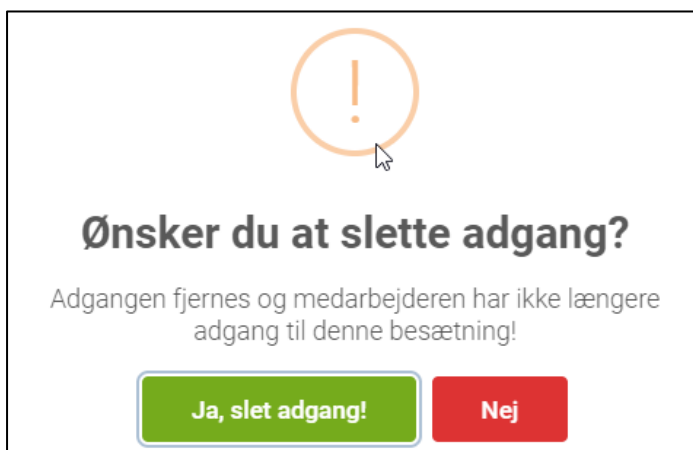 Ønsker du at slette adgang?
Adgangen fjernes og medarbejderen har ikke længere
adgang til denne besætning!
Ja, slet adgang!
Nej